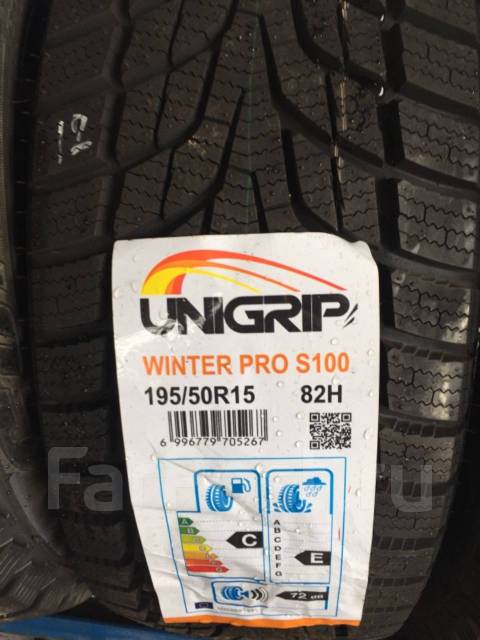 UNIGRIP
WINTER PRO S100
195/50R15 82H
6 996779 705267
A
B
C
D
E
F
G
C
A
B
C
D
E
F
G
E
72 dB